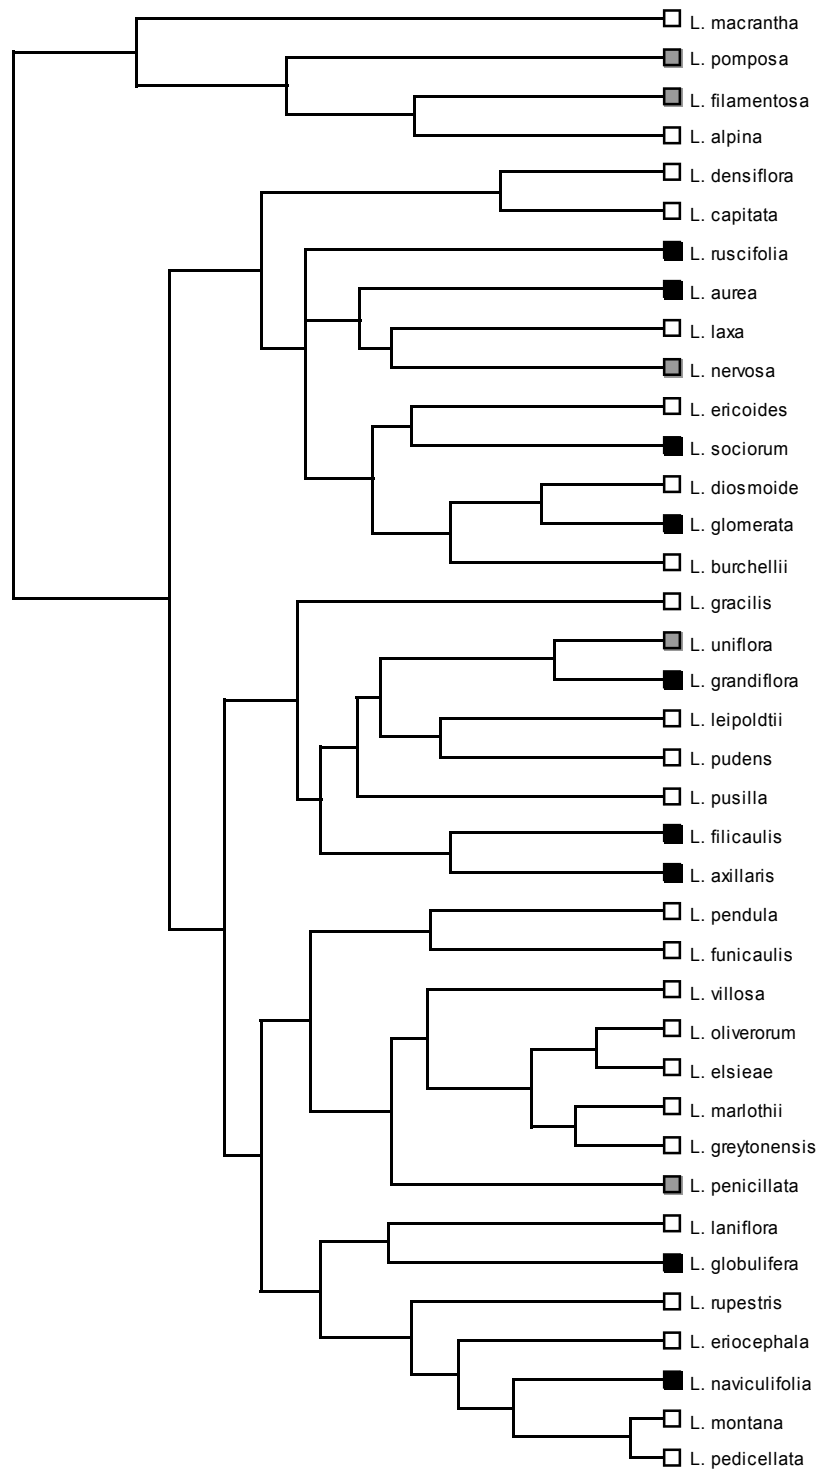 L. macrantha
L. pomposa
L. filamentosa
L. alpina
L. densiflora
L. capitata
L. ruscifolia
L. aurea
L. laxa
L. nervosa
L. ericoides
L. sociorum
L. diosmoide
L. glomerata
L. burchellii
L. gracilis
L. uniflora
L. grandiflora
L. leipoldtii
L. pudens
L. pusilla
L. filicaulis
L. axillaris
L. pendula
L. funicaulis
L. villosa
L. oliverorum
L. elsieae
L. marlothii
L. greytonensis
L. penicillata
L. laniflora
L. globulifera
L. rupestris
L. eriocephala
L. naviculifolia
L. montana
L. pedicellata